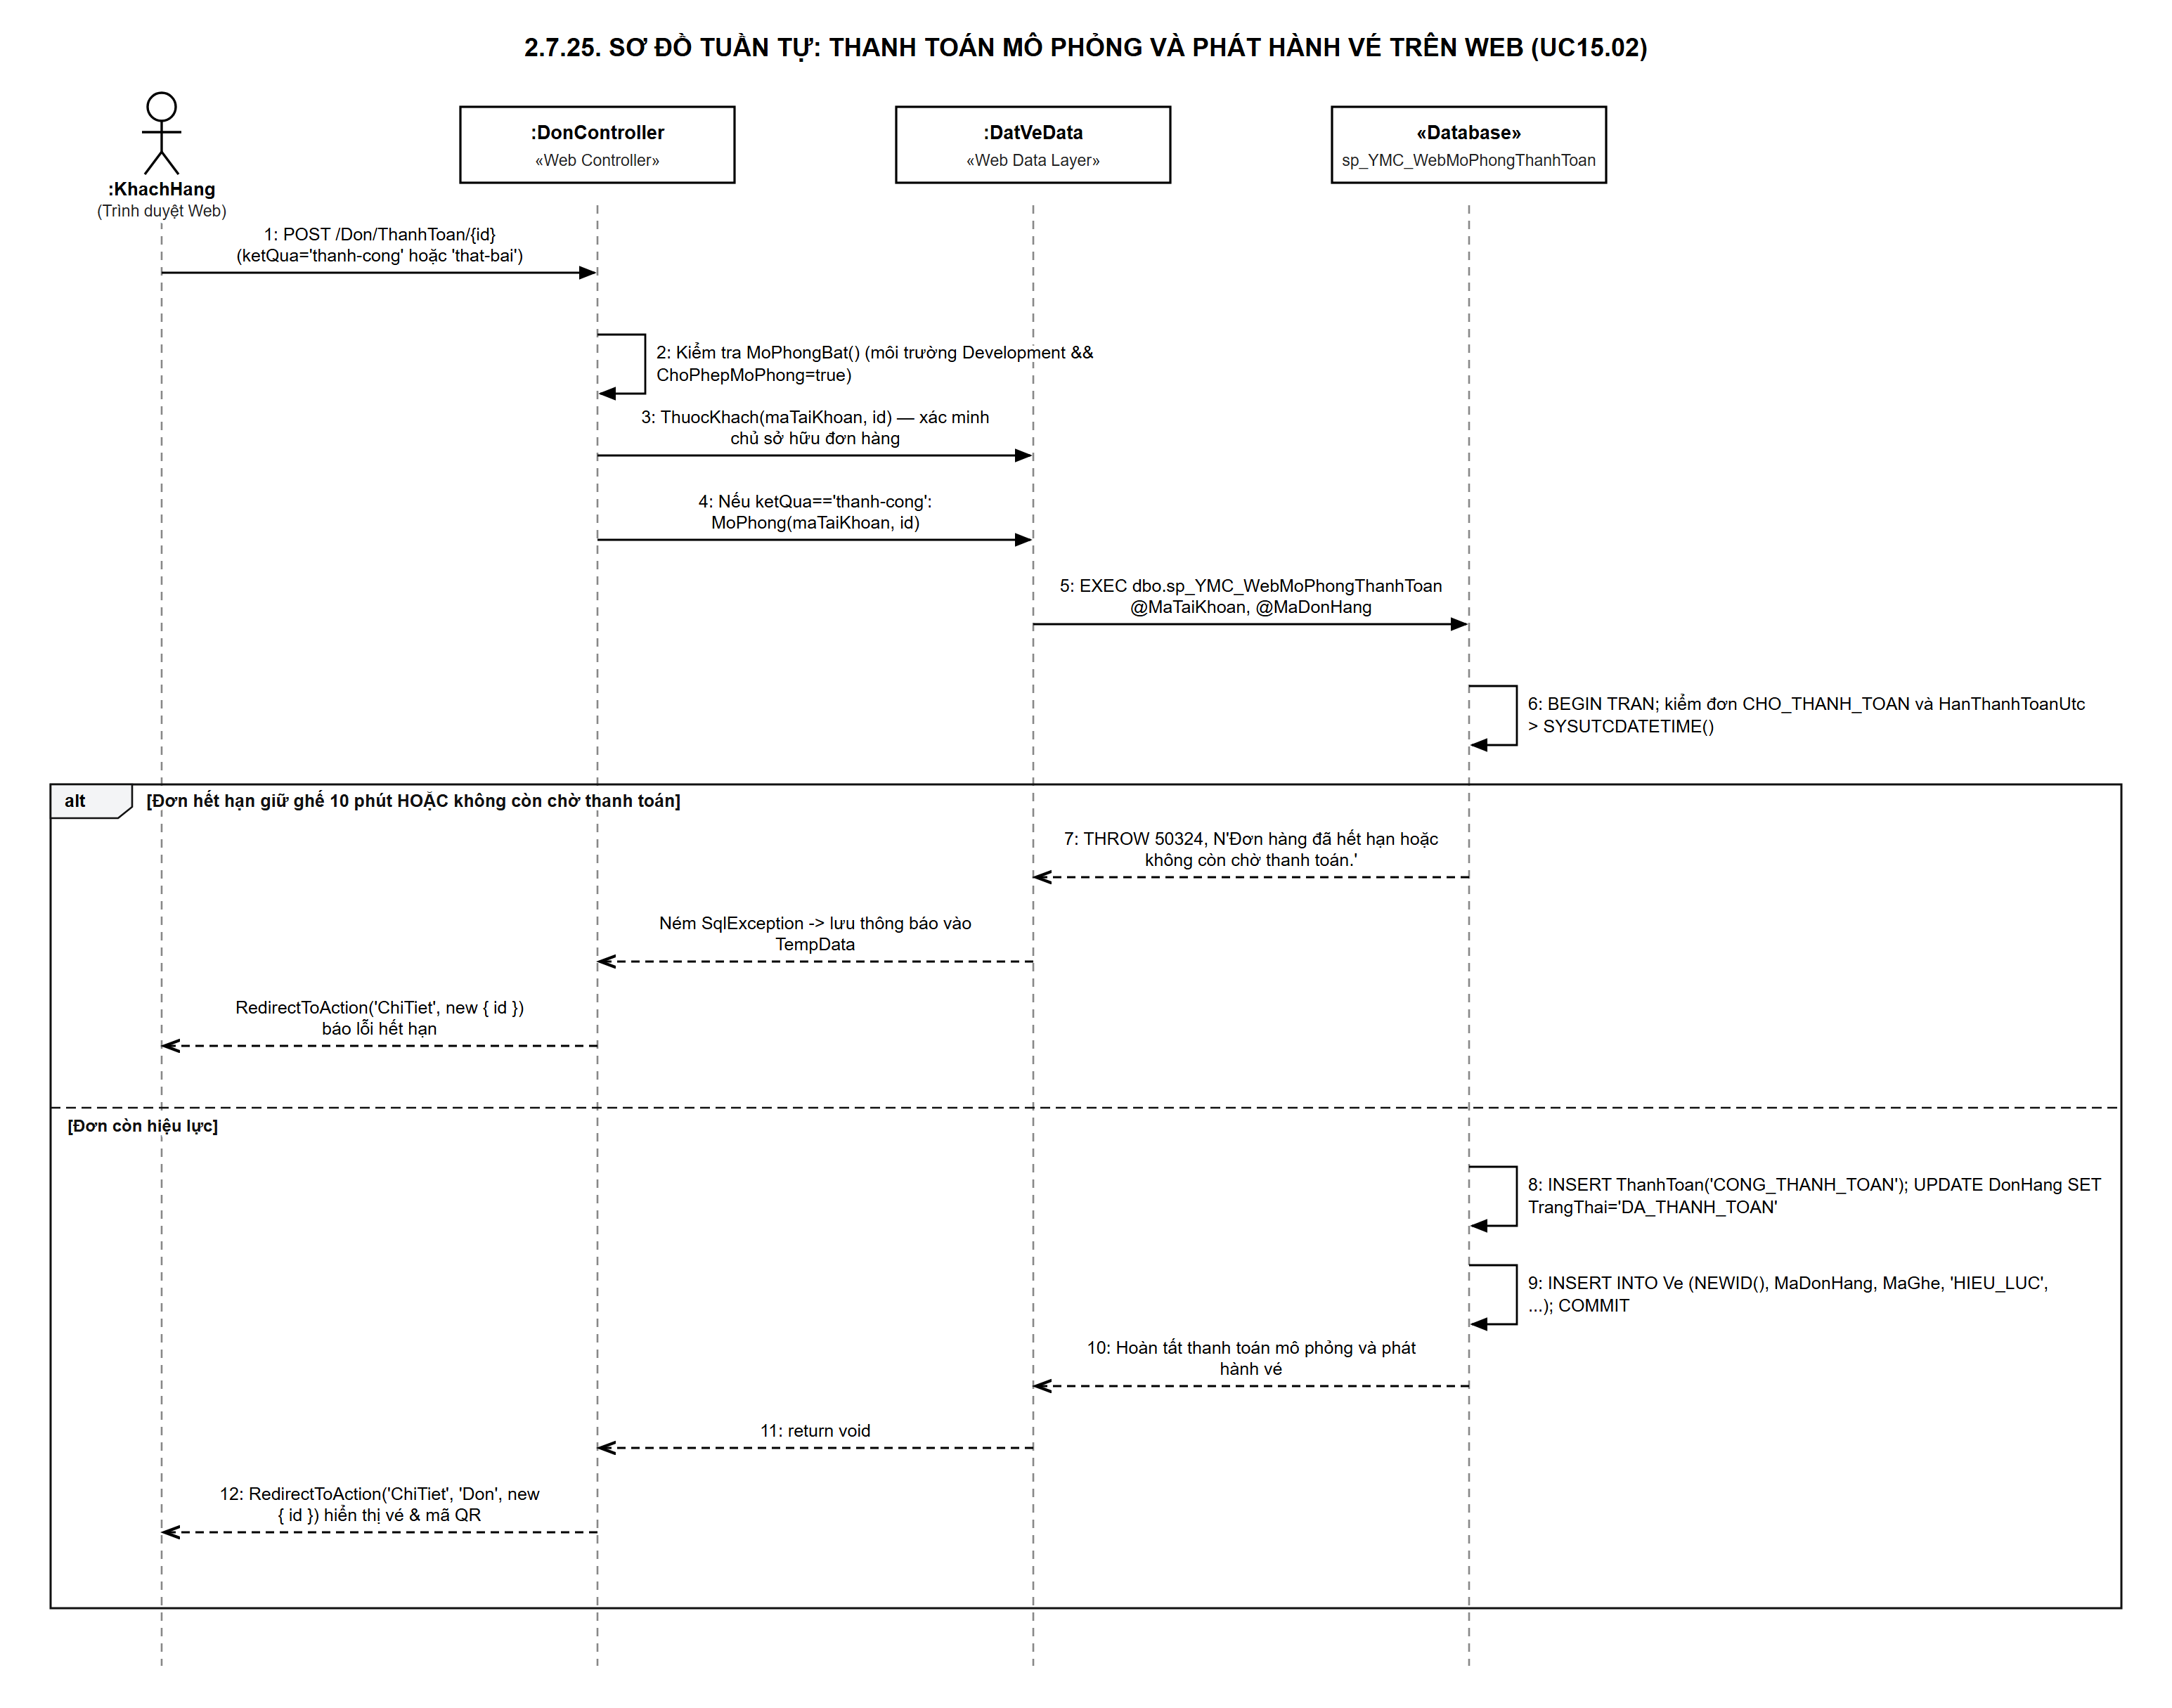 2.7.25. SƠ ĐỒ TUẦN TỰ: THANH TOÁN MÔ PHỎNG VÀ PHÁT HÀNH VÉ TRÊN WEB (UC15.02)
:KhachHang
(Trình duyệt Web)
:DonController
«Web Controller»
:DatVeData
«Web Data Layer»
«Database»
sp_YMC_WebMoPhongThanhToan
1: POST /Don/ThanhToan/{id}
(ketQua='thanh-cong' hoặc 'that-bai')
2: Kiểm tra MoPhongBat() (môi trường Development &&
ChoPhepMoPhong=true)
3: ThuocKhach(maTaiKhoan, id) — xác minh
chủ sở hữu đơn hàng
4: Nếu ketQua=='thanh-cong':
MoPhong(maTaiKhoan, id)
5: EXEC dbo.sp_YMC_WebMoPhongThanhToan
@MaTaiKhoan, @MaDonHang
6: BEGIN TRAN; kiểm đơn CHO_THANH_TOAN và HanThanhToanUtc
> SYSUTCDATETIME()
alt
[Đơn hết hạn giữ ghế 10 phút HOẶC không còn chờ thanh toán]
7: THROW 50324, N'Đơn hàng đã hết hạn hoặc
không còn chờ thanh toán.'
Ném SqlException -> lưu thông báo vào
TempData
RedirectToAction('ChiTiet', new { id })
báo lỗi hết hạn
[Đơn còn hiệu lực]
8: INSERT ThanhToan('CONG_THANH_TOAN'); UPDATE DonHang SET
TrangThai='DA_THANH_TOAN'
9: INSERT INTO Ve (NEWID(), MaDonHang, MaGhe, 'HIEU_LUC',
...); COMMIT
10: Hoàn tất thanh toán mô phỏng và phát
hành vé
11: return void
12: RedirectToAction('ChiTiet', 'Don', new
{ id }) hiển thị vé & mã QR